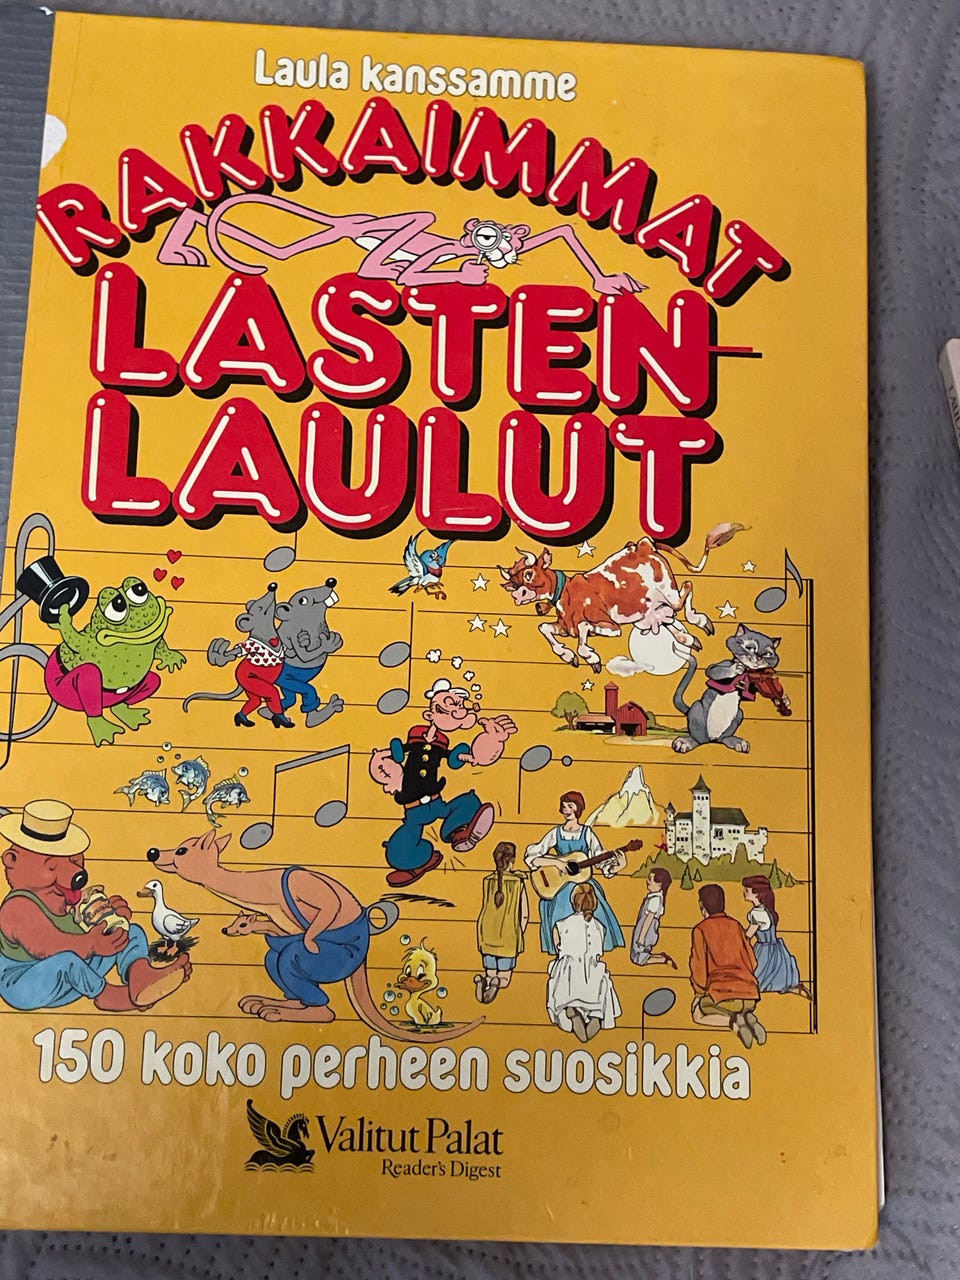 Laula kanssamme
RAKKAIMMAT
LASTEN-
LAULUT
150 koko perheen suosikkia
Valitut Palat
Reader's Digest